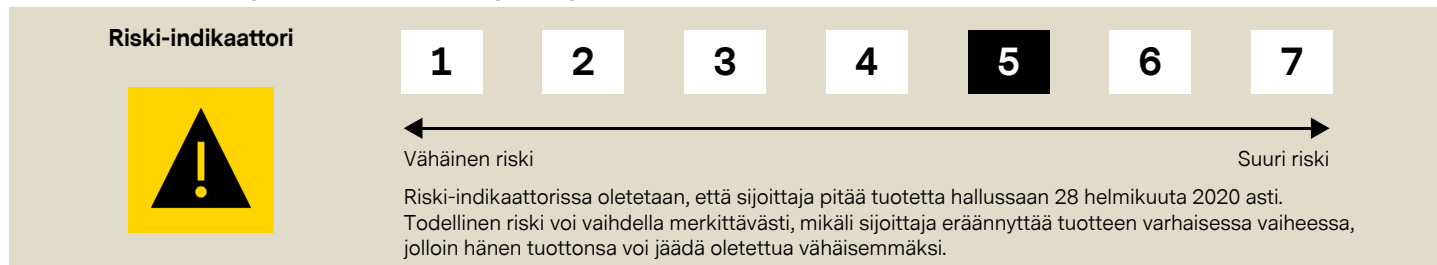 Riski-indikaattori
1 2 3 4 5 6 7
Vähäinen riski Suuri riski
Riski-indikaattorissa oletetaan, että sijoittaja pitää tuotetta hallussaan 28 helmikuuta 2020 asti.
Todellinen riski voi vaihdella merkittävästi, mikäli sijoittaja eräännyttää tuotteen varhaisessa vaiheessa,
jolloin hänen tuottonsa voi jäädä oletettua vähäisemmäksi.